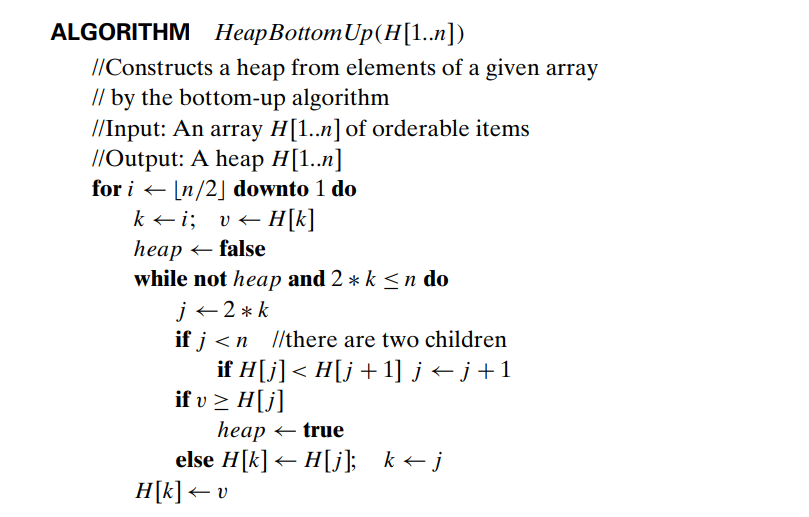 ALGORITHM HeapBottomUp(H[1..n])
//Constructs a heap from elements of a given array
// by the bottom-up algorithm
//Input: An array H[1..n] of orderable items
//Output: A heap H[1..n]
for i ← ⌊n/2⌋ downto 1 do
k ← i; v ← H[k]
heap ← false
while not heap and 2 * k ≤ n do
j ← 2 * k
if j < n //there are two children
if H[j] < H[j + 1] j ← j + 1
if v ≥ H[j]
heap ← true
else H[k] ← H[j]; k ← j
H[k] ← v